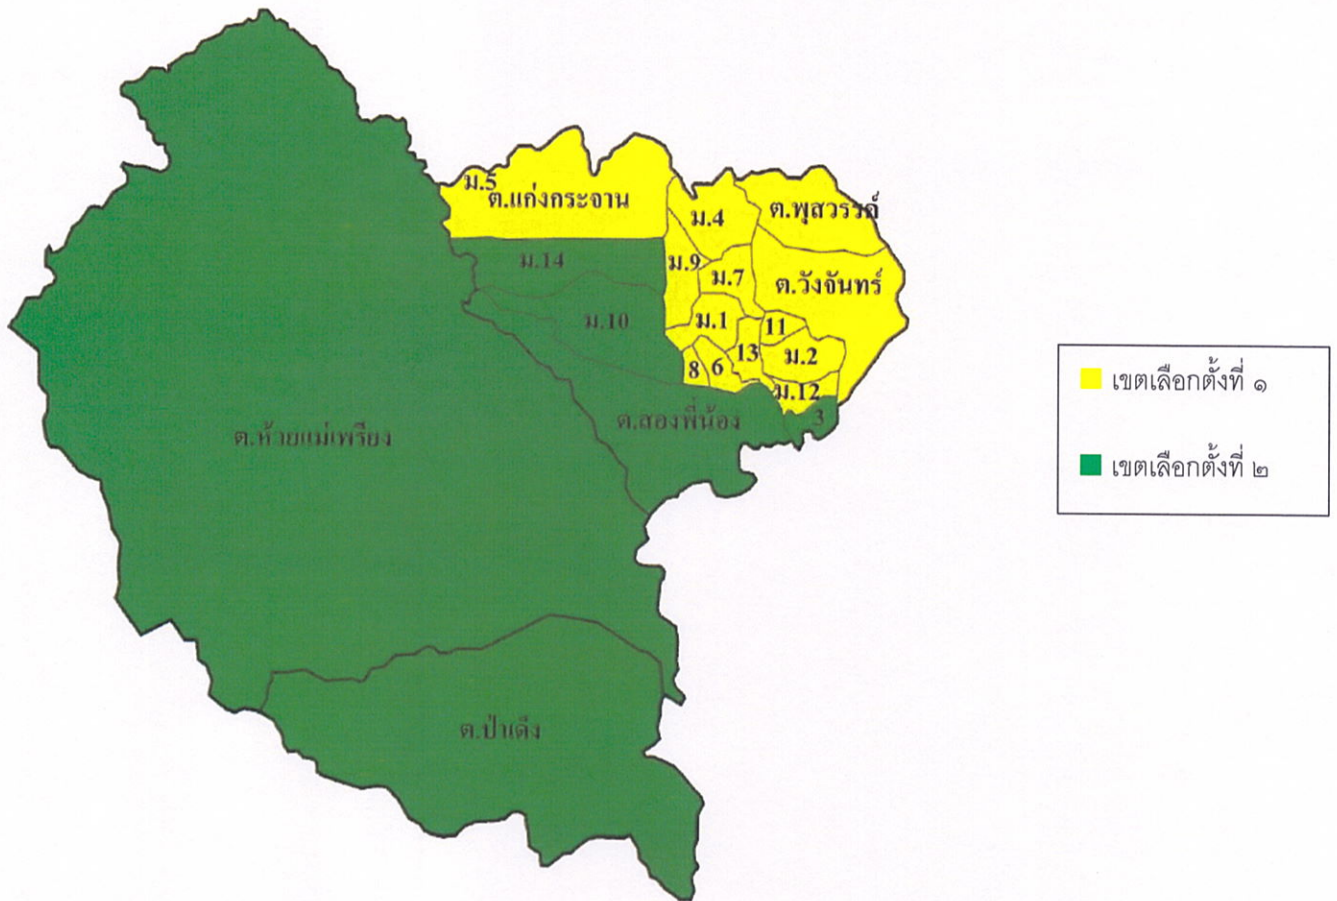 ม.5
ต.แก่งกระจาน
ม.4
ต.พุสวรรค์
ม.14
ม.9
ม.7
ต.วังจันทร์
ม.10
ม.1
11
13
ม.2
8
6
ม.12
3
ต.สองพี่น้อง
ต.ห้วยแม่เพรียง
ต.ป่าเด็ง
เขตเลือกตั้งที่ ๑
เขตเลือกตั้งที่ ๒